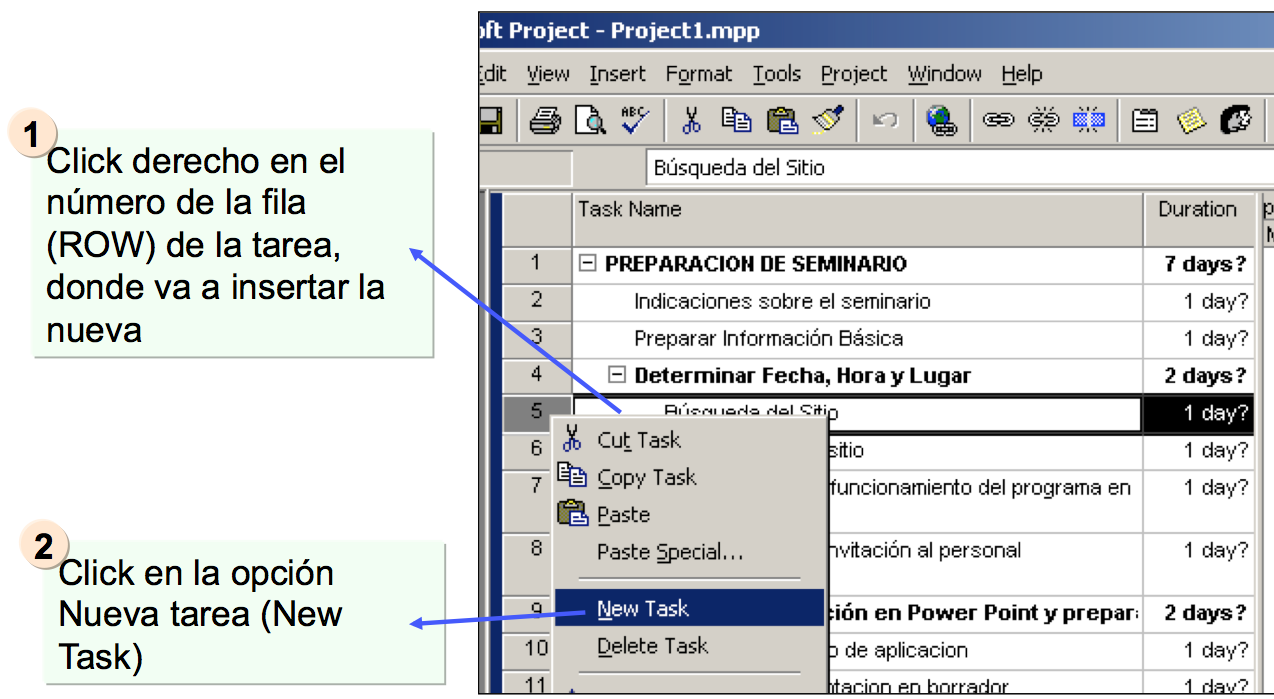 oft Project - Project1.mpp
Edit View Insert Format Tools Project Window Help
ABC
Búsqueda del Sitio
Task Name Duration
1 PREPARACION DE SEMINARIO 7 days?
2 Indicaciones sobre el seminario 1 day?
3 Preparar Información Básica 1 day?
4 Determinar Fecha, Hora y Lugar 2 days?
5 Búsqueda del Sitio 1 day?
6 sitio 1 day?
7 funcionamiento del programa en 1 day?
8 nvitación al personal 1 day?
9 ción en Power Point y prepar 2 days?
10 o de aplicacion 1 day?
11 ntacion en borrador 1 day?
Cut Task
Copy Task
Paste
Paste Special...
New Task
Delete Task
1
Click derecho en el
número de la fila
(ROW) de la tarea,
donde va a insertar la
nueva
2
Click en la opción
Nueva tarea (New
Task)